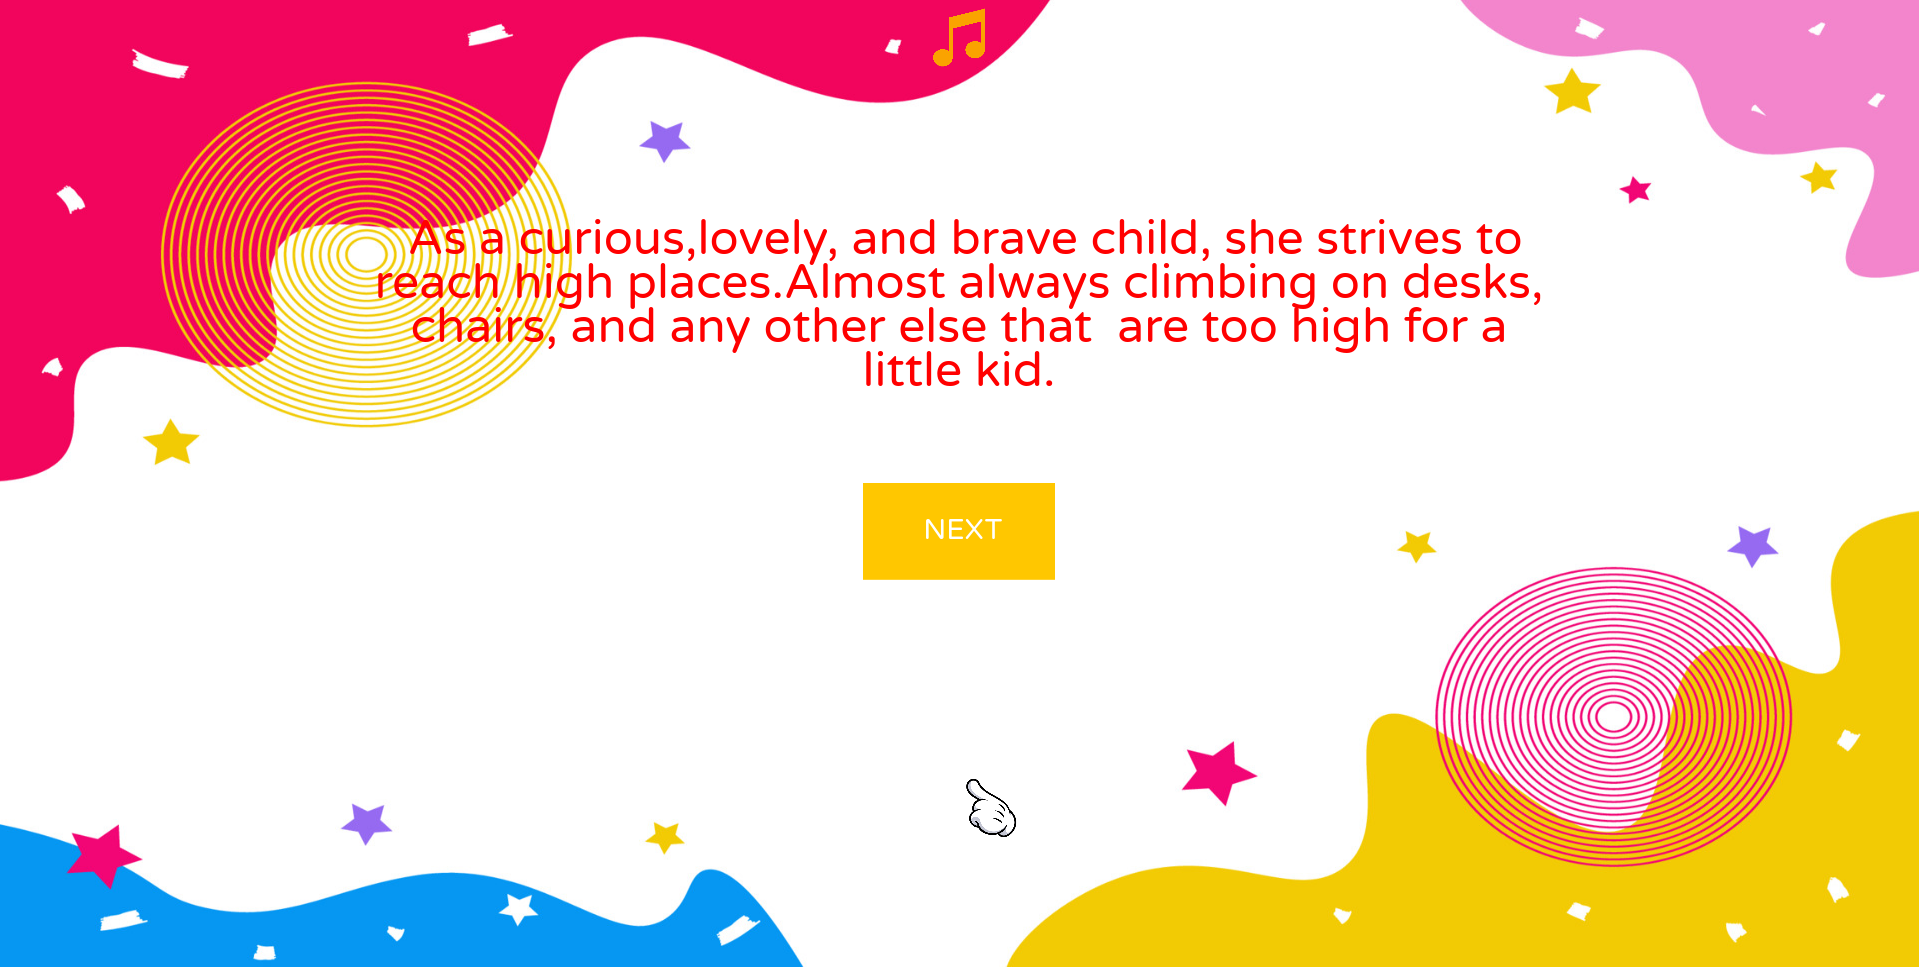 As a curious,lovely, and brave child, she strives to
reach high places.Almost always climbing on desks,
chairs, and any other else that  are too high for a
little kid.
NEXT